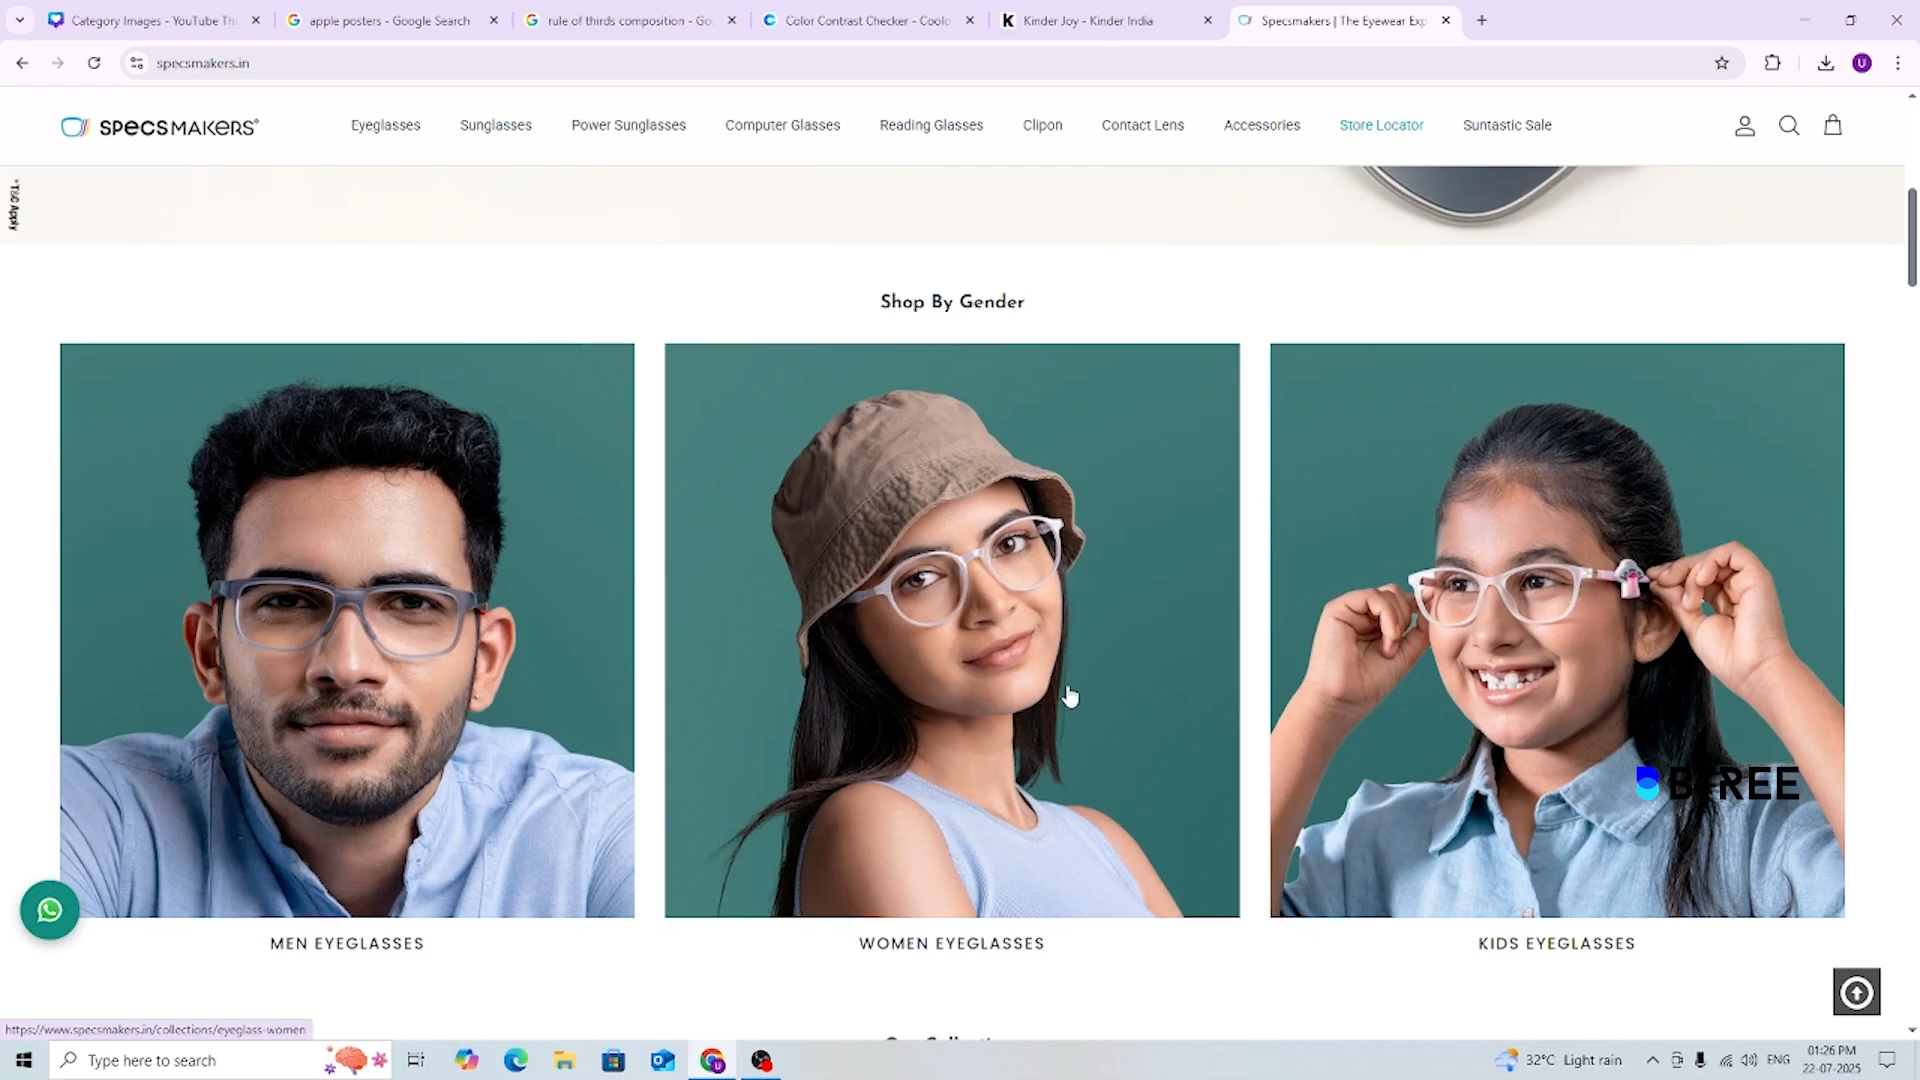 Category Images - YouTube Th
apple posters - Google Search
rule of thirds composition - Go
Color Contrast Checker - Coolo
Kinder Joy - Kinder India
Specsmakers | The Eyewear Exp
specsmakers.in
U
SPECSMAKERS®
Eyeglasses
Sunglasses
Power Sunglasses
Computer Glasses
Reading Glasses
Clipon
Contact Lens
Accessories
Store Locator
Suntastic Sale
*T&C Apply
Shop By Gender
MEN EYEGLASSES
WOMEN EYEGLASSES
KIDS EYEGLASSES
https://www.specsmakers.in/collections/eyeglass-women
Type here to search
32°C Light rain
ENG
01:26 PM
22-07-2025